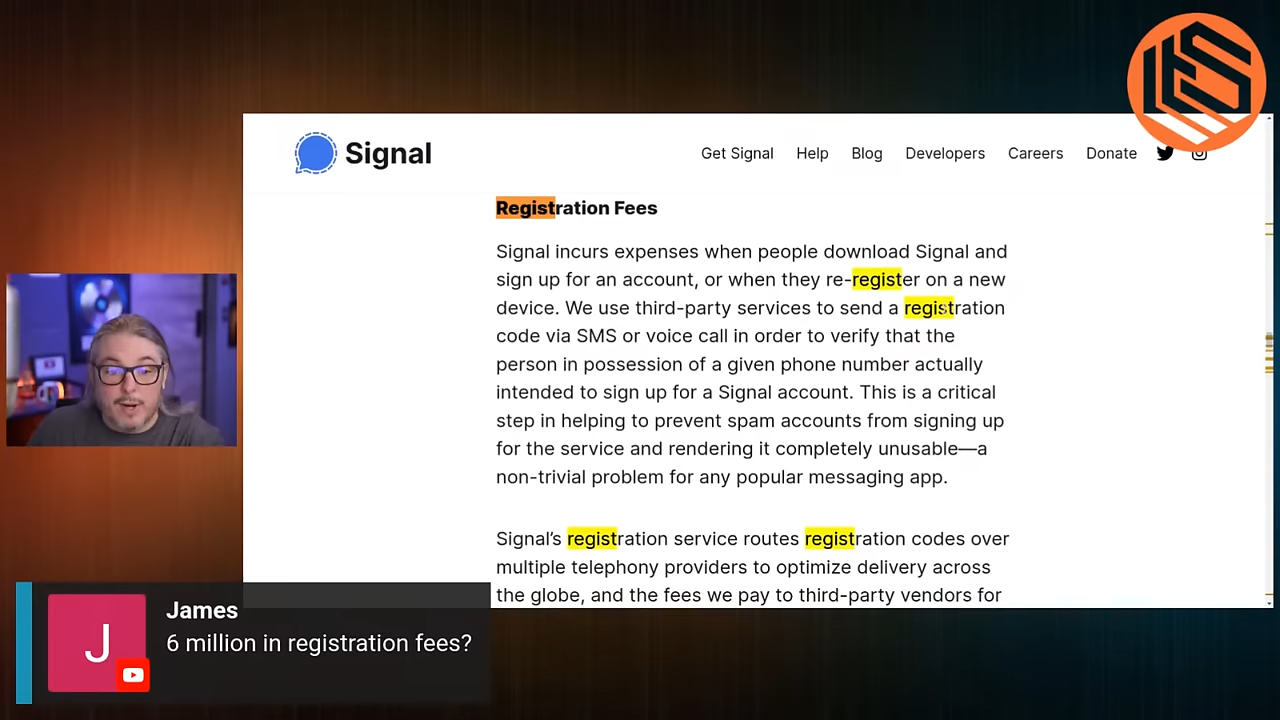 Signal
Get Signal Help Blog Developers Careers Donate
Registration Fees
Signal incurs expenses when people download Signal and
sign up for an account, or when they re-register on a new
device. We use third-party services to send a registration
code via SMS or voice call in order to verify that the
person in possession of a given phone number actually
intended to sign up for a Signal account. This is a critical
step in helping to prevent spam accounts from signing up
for the service and rendering it completely unusable—a
non-trivial problem for any popular messaging app.
Signal’s registration service routes registration codes over
multiple telephony providers to optimize delivery across
the globe, and the fees we pay to third-party vendors for
J
James
6 million in registration fees?